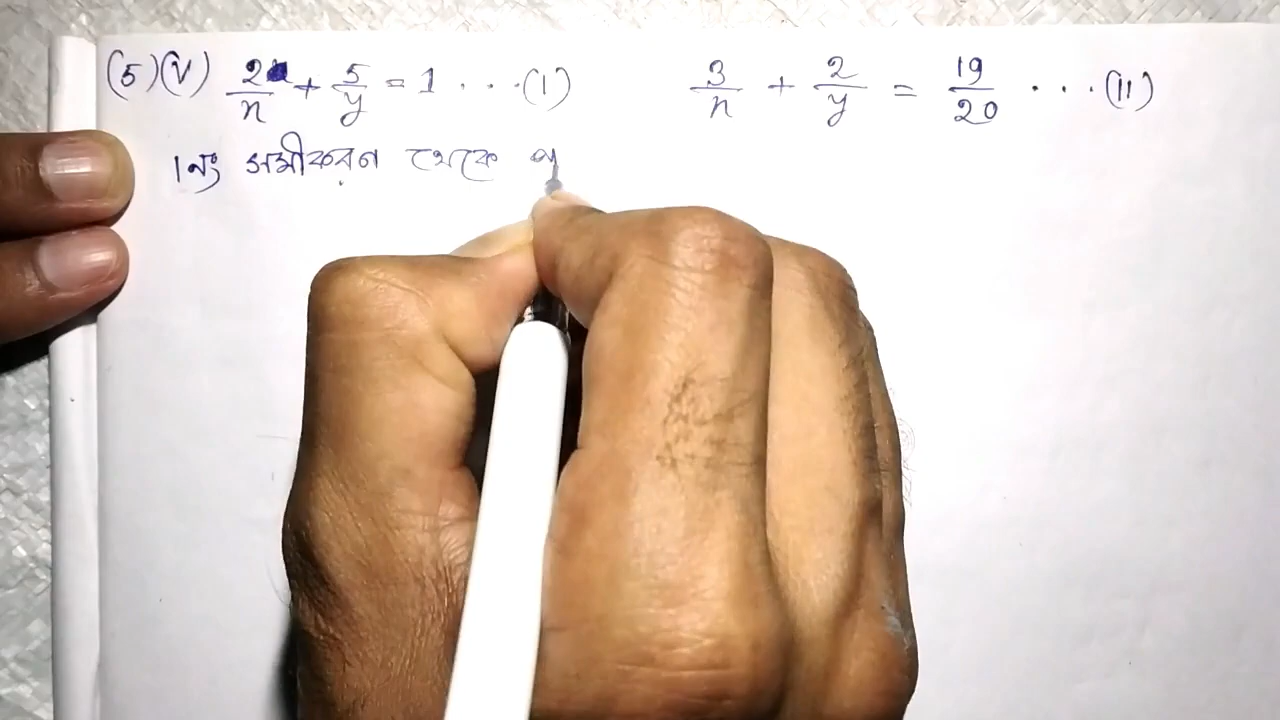 (5)(V) 2/x + 5/y = 1 ...(I) 3/x + 2/y = 19/20 ...(II)
1নং সমীকরণ থেকে